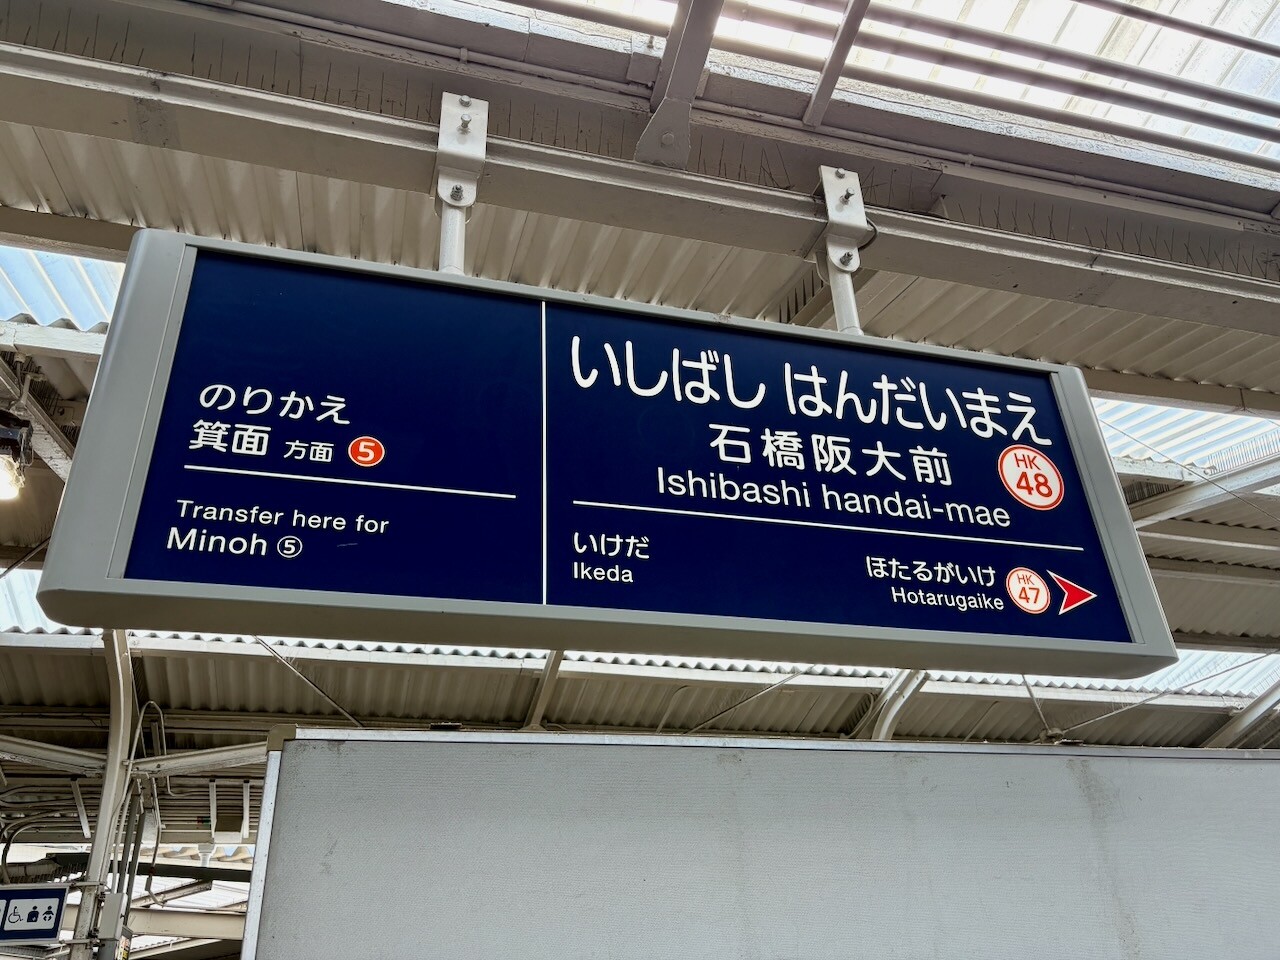 のりかえ
箕面 方面 5
Transfer here for
Minoh ⑤
いしばし はんだいまえ
石橋阪大前
HK
48
Ishibashi handai-mae
いけだ
Ikeda
ほたるがいけ
Hotarugaike
HK
47